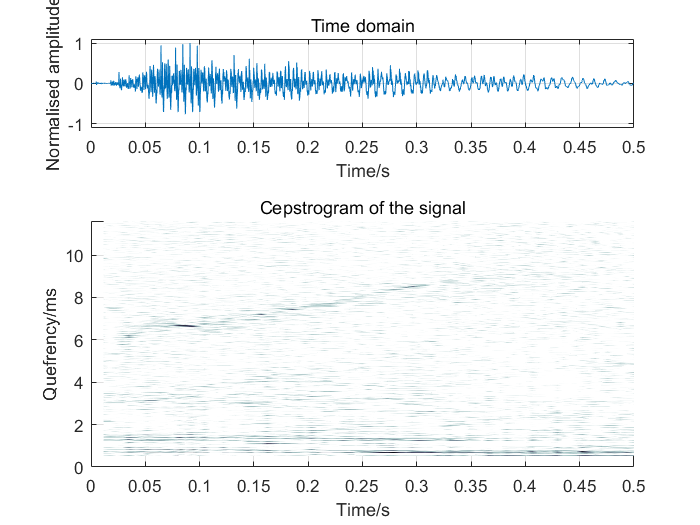 Time domain
Normalised amplitude
1
0
-1
0 0.05 0.1 0.15 0.2 0.25 0.3 0.35 0.4 0.45 0.5
Time/s
Cepstrogram of the signal
Quefrency/ms
10
8
6
4
2
0
0 0.05 0.1 0.15 0.2 0.25 0.3 0.35 0.4 0.45 0.5
Time/s